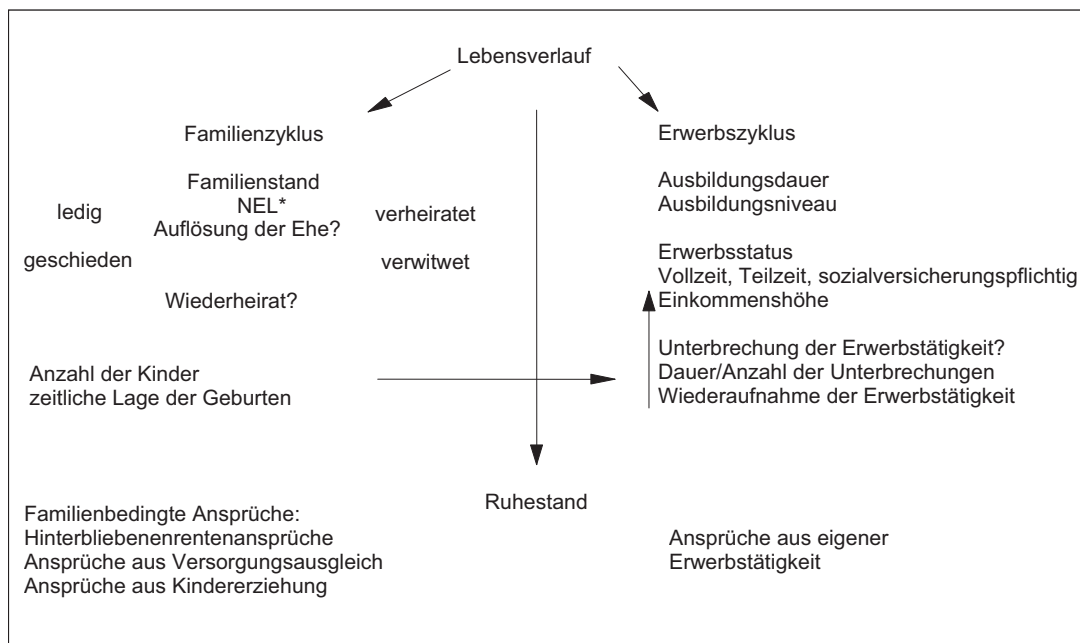 Lebensverlauf
Familienzyklus
Familienstand
NEL*
ledig
verheiratet
Auflösung der Ehe?
geschieden
verwitwet
Wiederheirat?
Anzahl der Kinder
zeitliche Lage der Geburten
Erwerbszyklus
Ausbildungsdauer
Ausbildungsniveau
Erwerbsstatus
Vollzeit, Teilzeit, sozialversicherungspflichtig
Einkommenshöhe
Unterbrechung der Erwerbstätigkeit?
Dauer/Anzahl der Unterbrechungen
Wiederaufnahme der Erwerbstätigkeit
Ruhestand
Familienbedingte Ansprüche:
Hinterbliebenenrentenansprüche
Ansprüche aus Versorgungsausgleich
Ansprüche aus Kindererziehung
Ansprüche aus eigener
Erwerbstätigkeit